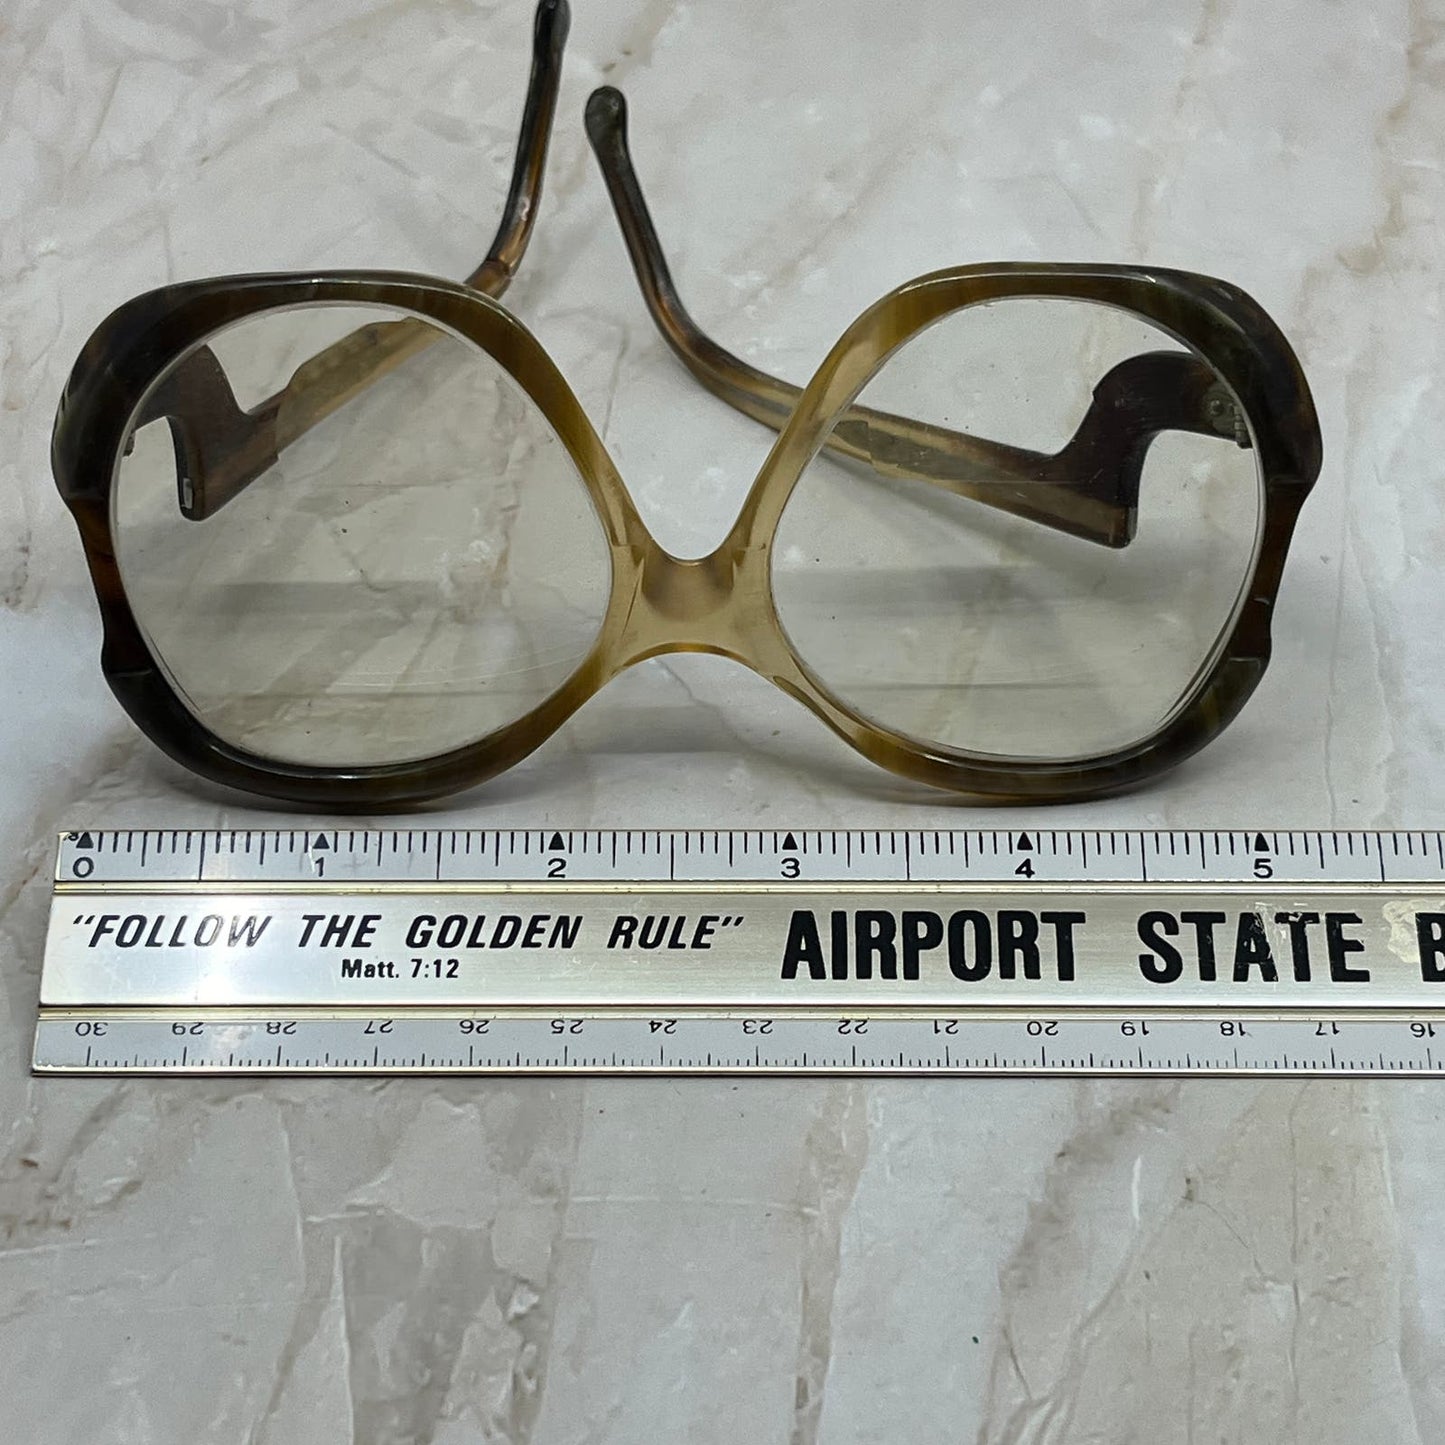 0 1 2 3 4 5
"FOLLOW THE GOLDEN RULE" AIRPORT STATE B
Matt. 7:12
30 29 28 27 26 25 24 23 22 21 20 19 18 17 16